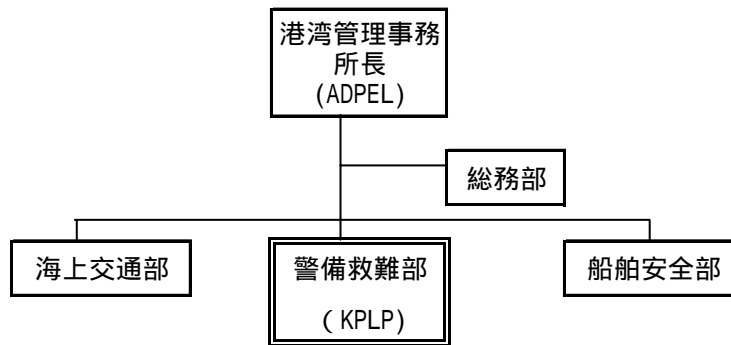 港湾管理事務
所長
(ADPEL)
総務部
海上交通部
警備救難部
(KPLP)
船舶安全部